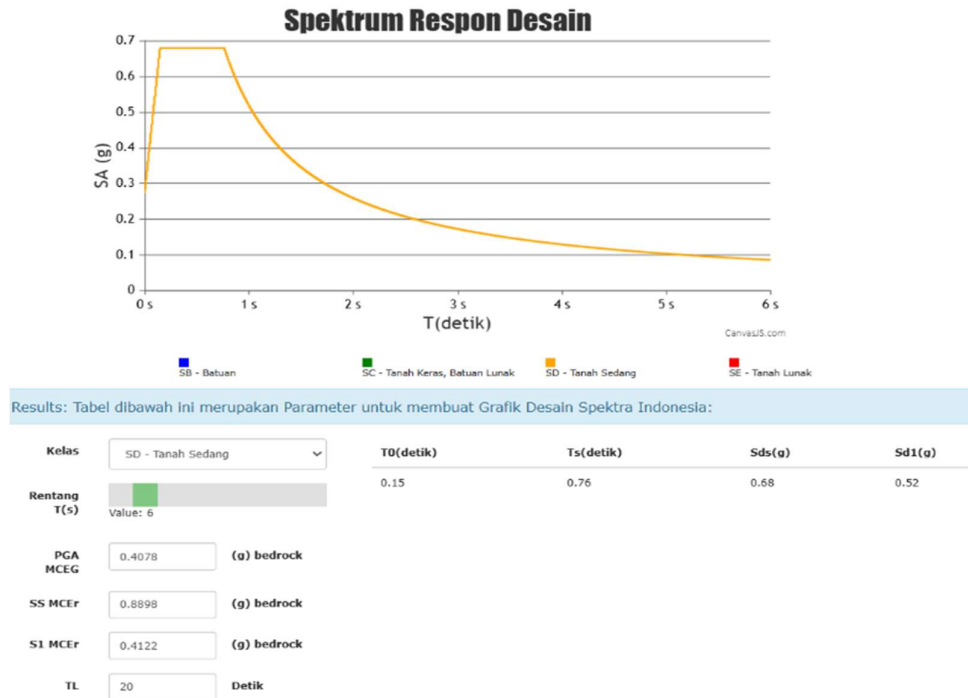 Spektrum Respon Desain
0.7
0.6
0.5
0.4
0.3
0.2
0.1
0
SA (g)
0 s 1 s 2 s 3 s 4 s 5 s 6 s
T(detik)
CanvasJS.com
SB - Batuan SC - Tanah Keras, Batuan Lunak SD - Tanah Sedang SE - Tanah Lunak
Results: Tabel dibawah ini merupakan Parameter untuk membuat Grafik Desain Spektra Indonesia:
Kelas SD - Tanah Sedang
Rentang T(s)
Value: 6
PGA MCEG 0.4078 (g) bedrock
SS MCEr 0.8898 (g) bedrock
S1 MCEr 0.4122 (g) bedrock
TL 20 Detik
T0(detik) Ts(detik) Sds(g) Sd1(g)
0.15 0.76 0.68 0.52